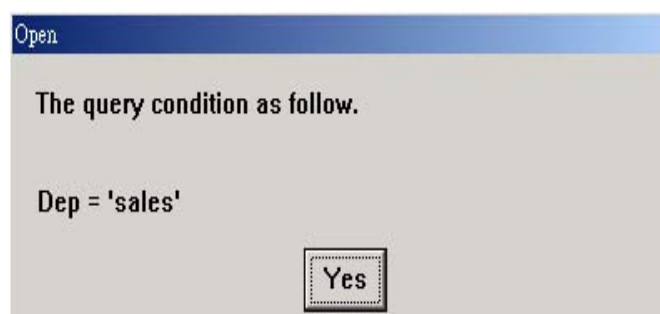 Open
The query condition as follow.
Dep = 'sales'
Yes